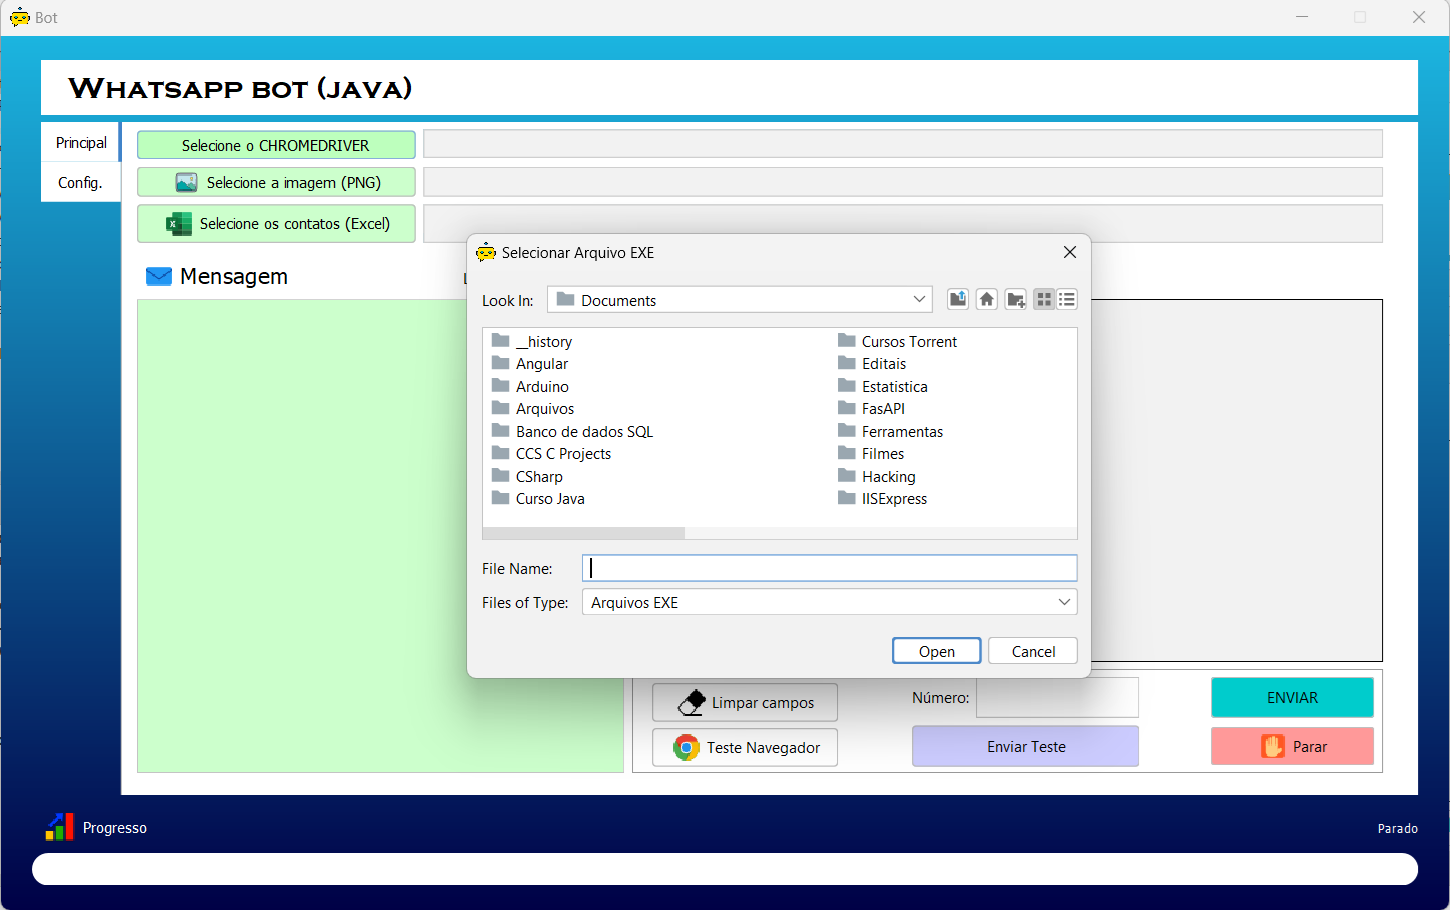 Bot
WHATSAPP BOT (JAVA)
Principal
Config.
Selecione o CHROMEDRIVER
Selecione a imagem (PNG)
Selecione os contatos (Excel)
Mensagem
Selecionar Arquivo EXE
Look In:
Documents
__history
Angular
Arduino
Arquivos
Banco de dados SQL
CCS C Projects
CSharp
Curso Java
Cursos Torrent
Editais
Estatística
FasAPI
Ferramentas
Filmes
Hacking
IISExpress
File Name:
Files of Type: Arquivos EXE
Open
Cancel
Limpar campos
Teste Navegador
Número:
Enviar Teste
ENVIAR
Parar
Progresso
Parado